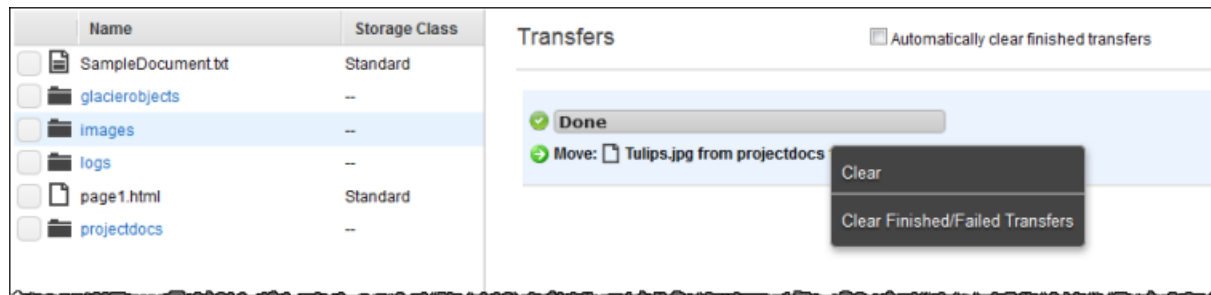 Name Storage Class
SampleDocument.txt Standard
glacierobjects --
images --
logs --
page1.html Standard
projectdocs --
Transfers Automatically clear finished transfers
Done
Move: Tulips.jpg from projectdocs
Clear
Clear Finished/Failed Transfers